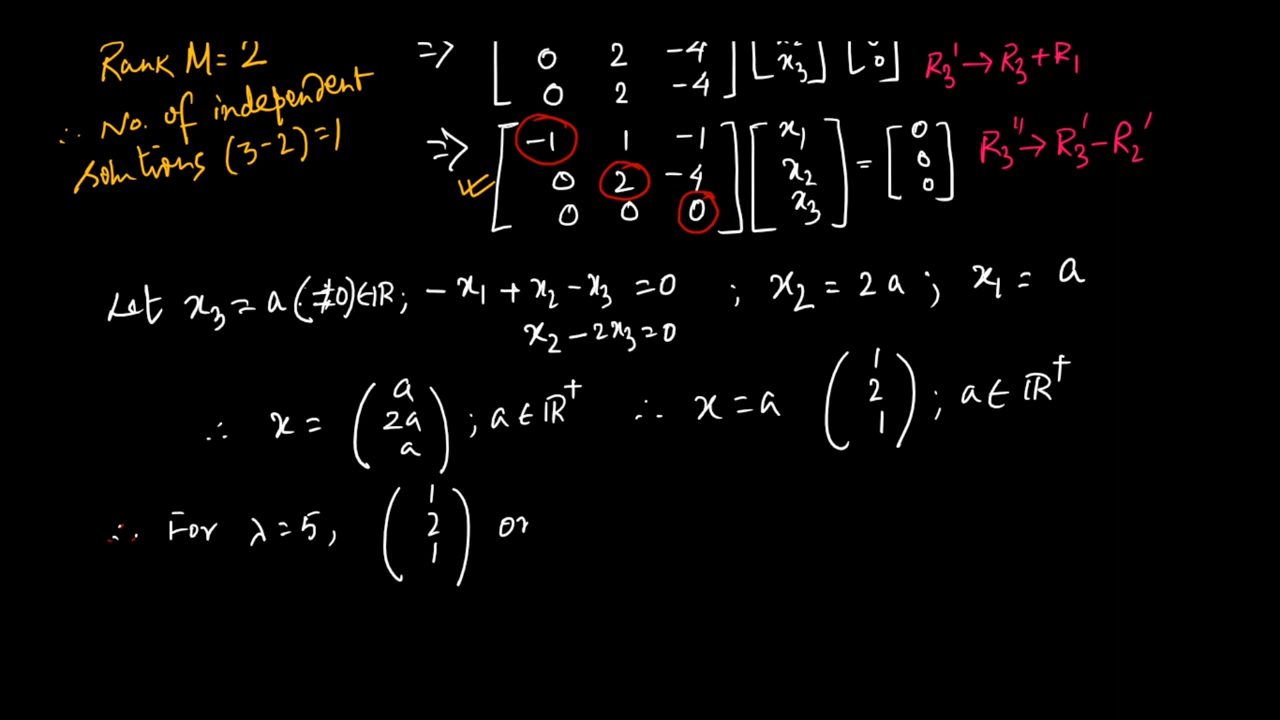 Rank M = 2
∴ No. of independent
solutions (3-2) = 1
=> [ 0 2 -4 ] [ x₃ ] [ 0 ] R₃' → R₃ + R₁
0 2 -4
=> [ -1 1 -1 ] [ x₁ ] = [ 0 ] R₃'' → R₃' - R₂'
0 2 -4 x₂ 0
0 0 0 x₃ 0
Let x₃ = a (≠0) ∈ ℝ ; -x₁ + x₂ - x₃ = 0 ; x₂ = 2a ; x₁ = a
x₂ - 2x₃ = 0
∴ x = ( a 2a a ) ; a ∈ ℝ⁺ ∴ x = a ( 1 2 1 ) ; a ∈ ℝ⁺
∴ For λ = 5, ( 1 2 1 ) or